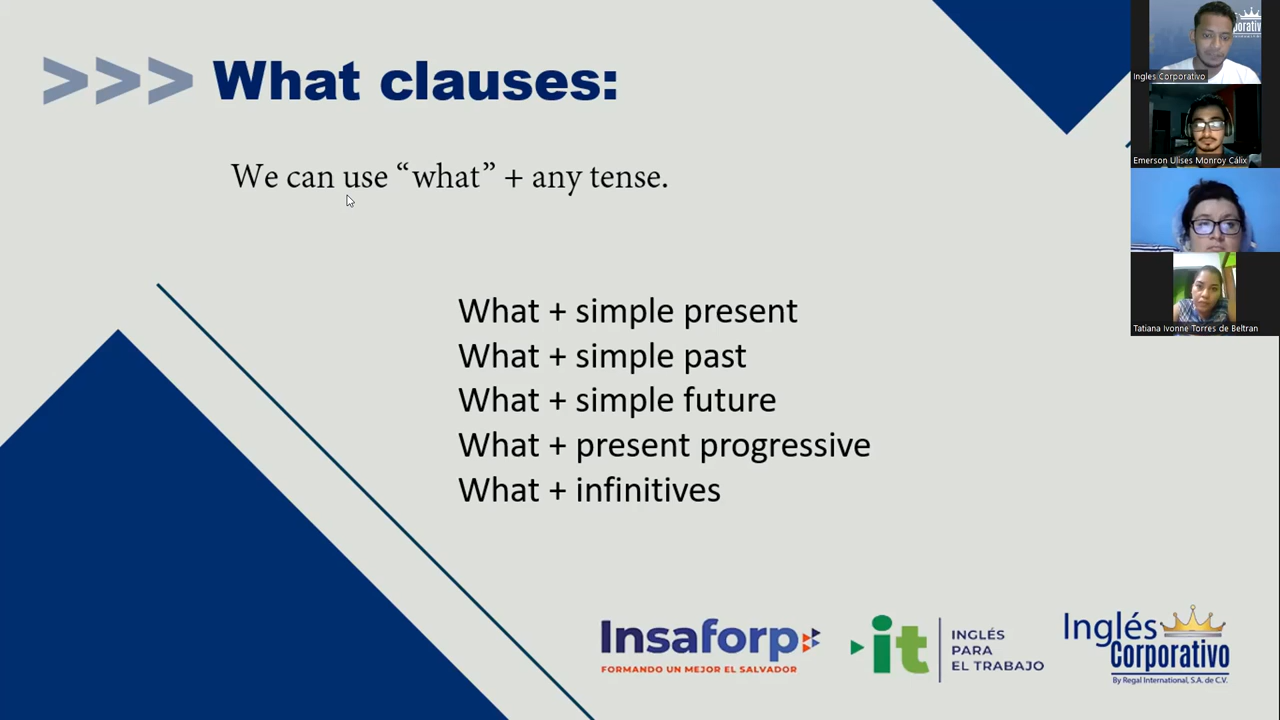 >>> What clauses:
We can use “what” + any tense.
What + simple present
What + simple past
What + simple future
What + present progressive
What + infinitives
Insaforp
FORMANDO UN MEJOR EL SALVADOR
it
INGLÉS
PARA
EL TRABAJO
Inglés
Corporativo
By Regal International, S.A. de C.V.
Ingles Corporativo
Emerson Ulises Monroy Cálix
Tatiana Ivonne Torres de Beltran